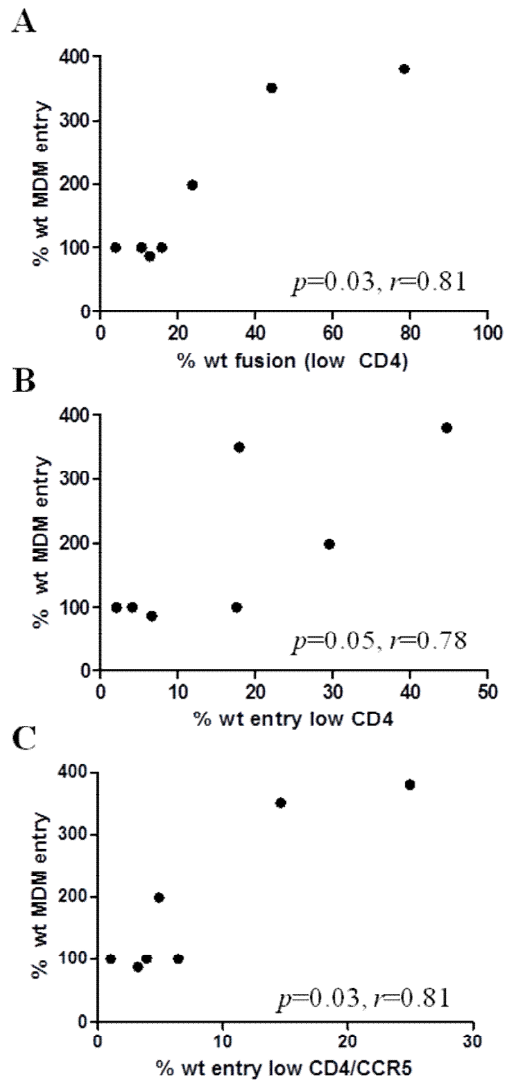 A
400
300
200
100
0
% wt MDM entry
p=0.03, r=0.81
0 20 40 60 80 100
% wt fusion (low CD4)
B
400
300
200
100
0
% wt MDM entry
p=0.05, r=0.78
0 10 20 30 40 50
% wt entry low CD4
C
400
300
200
100
0
% wt MDM entry
p=0.03, r=0.81
0 10 20 30
% wt entry low CD4/CCR5